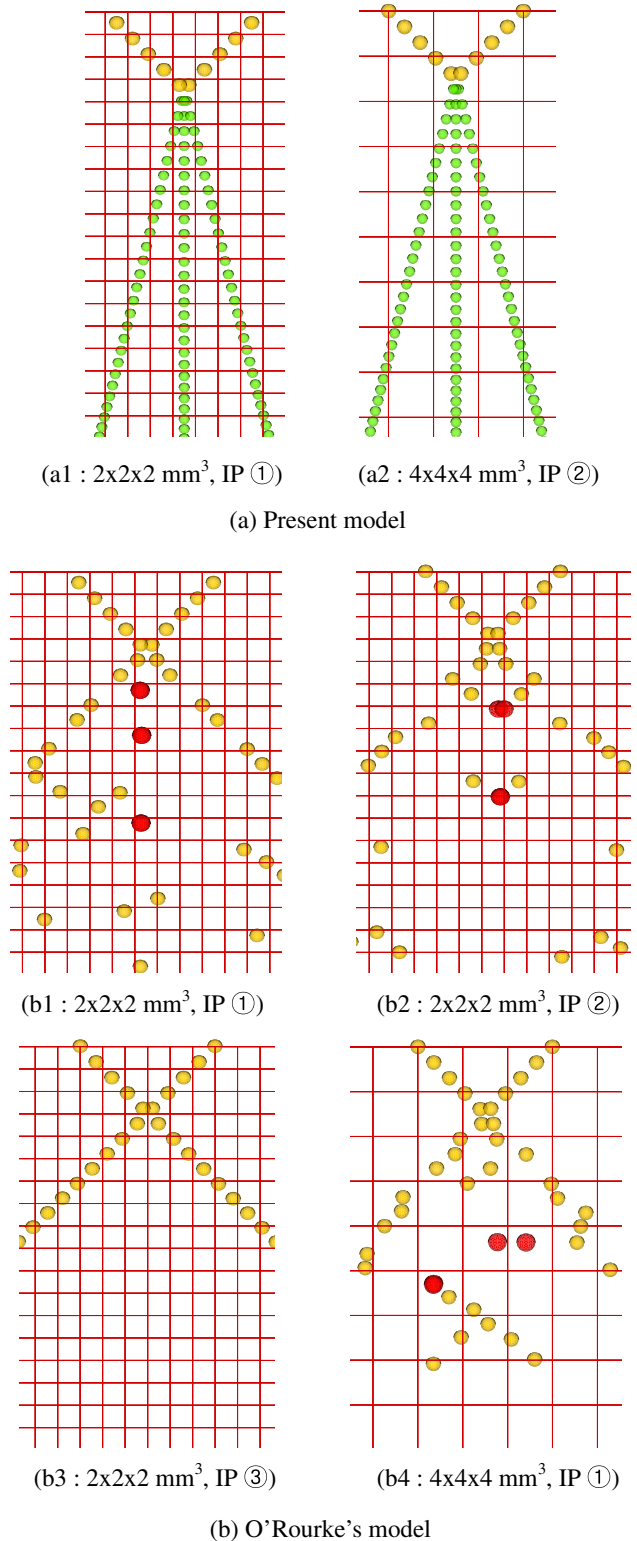 (a1 : 2x2x2 mm³, IP ①) (a2 : 4x4x4 mm³, IP ②)
(a) Present model
(b1 : 2x2x2 mm³, IP ①) (b2 : 2x2x2 mm³, IP ②)
(b3 : 2x2x2 mm³, IP ③) (b4 : 4x4x4 mm³, IP ①)
(b) O'Rourke's model